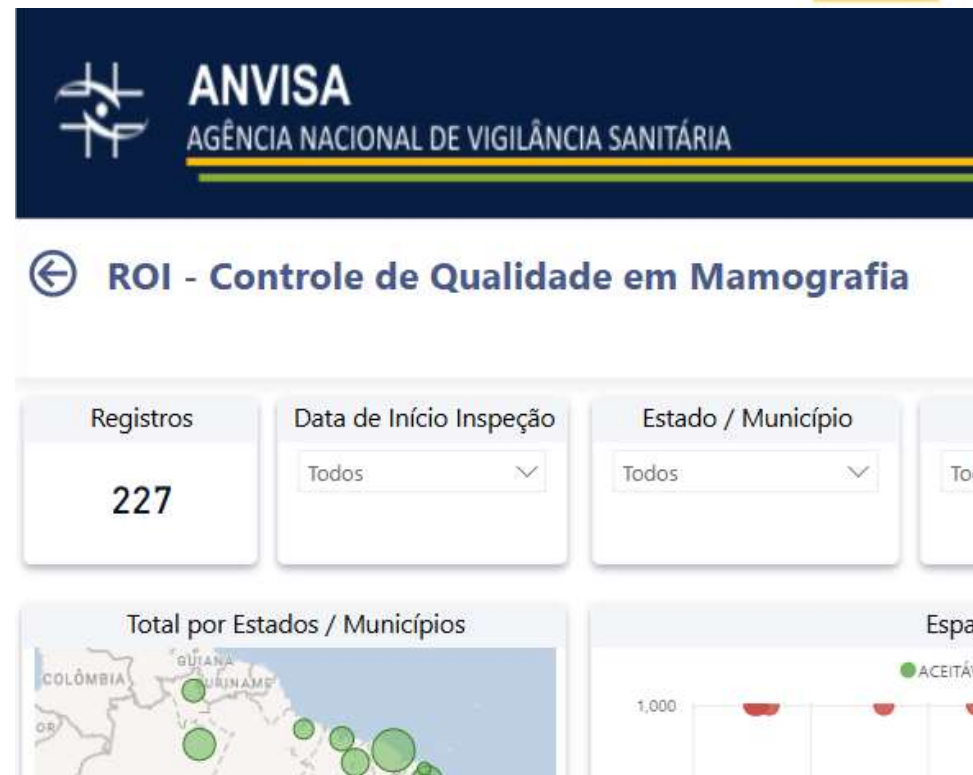 ANVISA
AGÊNCIA NACIONAL DE VIGILÂNCIA SANITÁRIA
ROI - Controle de Qualidade em Mamografia
Registros
Data de Início Inspeção
Estado / Município
227
Todos
Todos
Total por Estados / Municípios
COLÔMBIA
GUIANA
SURINAME
1,000